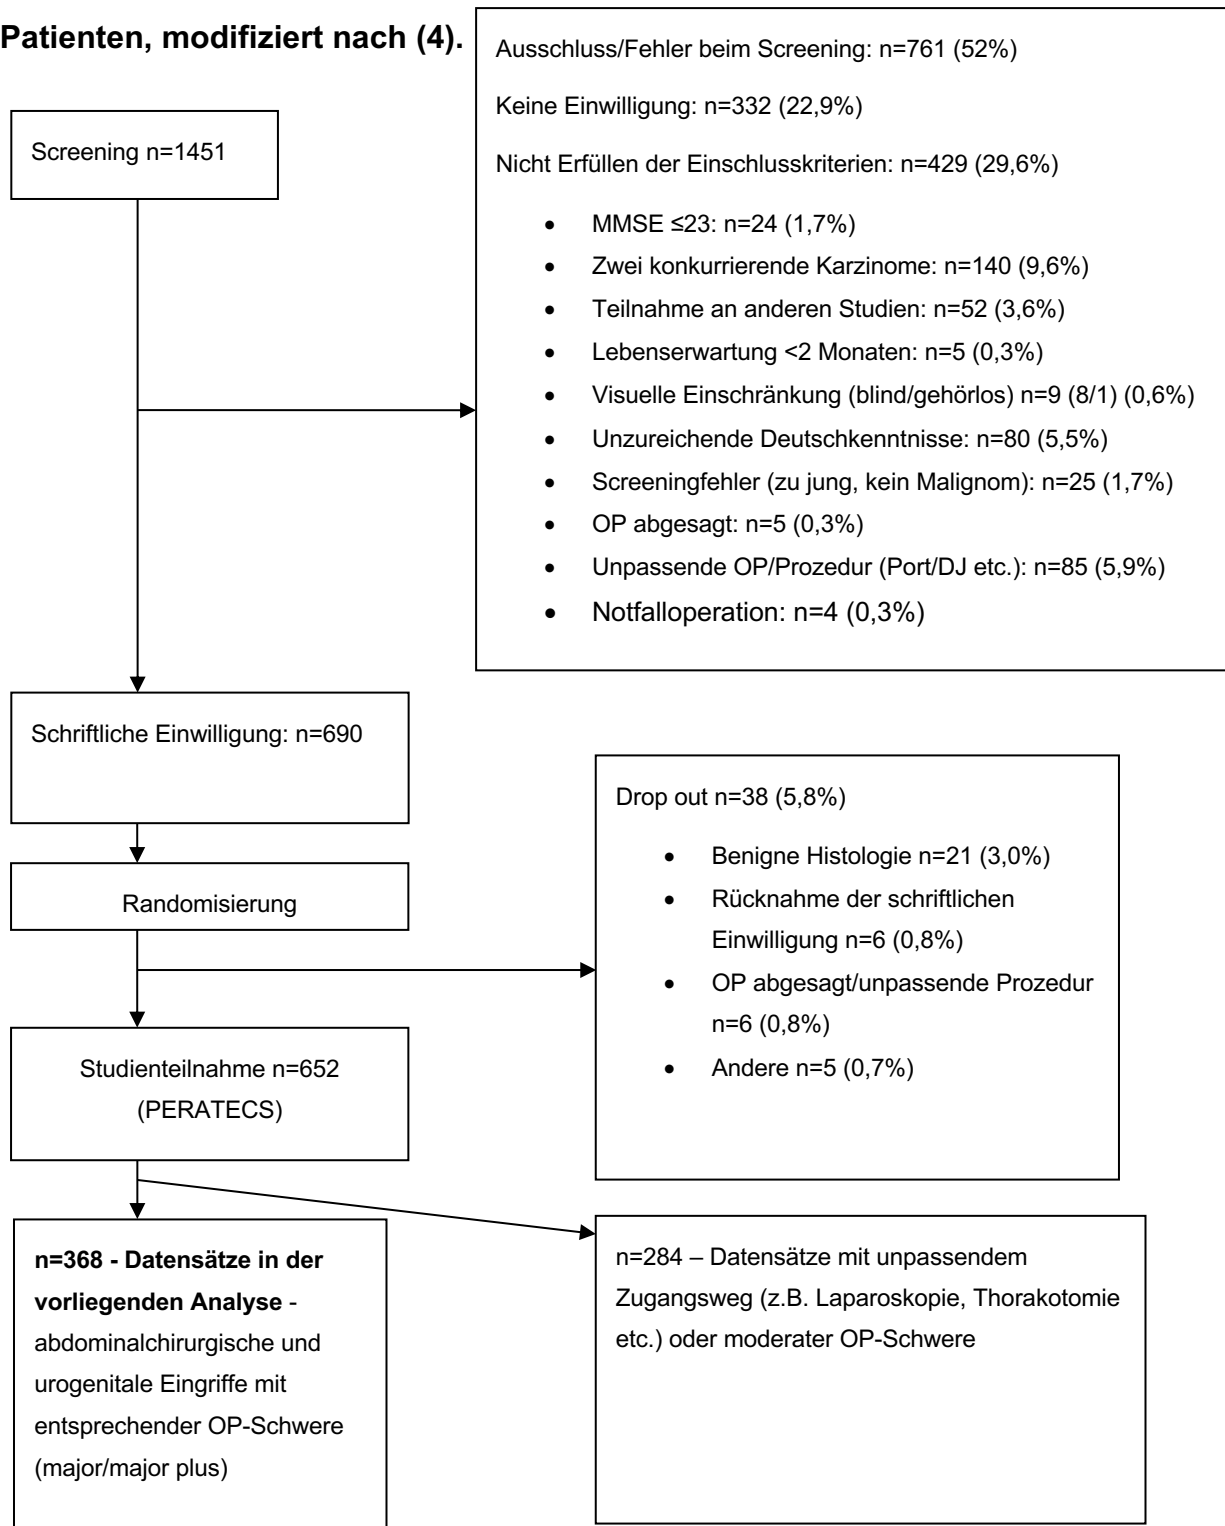 Patienten, modifiziert nach (4).
Screening n=1451
Ausschluss/Fehler beim Screening: n=761 (52%)
Keine Einwilligung: n=332 (22,9%)
Nicht Erfüllen der Einschlusskriterien: n=429 (29,6%)
• MMSE ≤23: n=24 (1,7%)
• Zwei konkurrierende Karzinome: n=140 (9,6%)
• Teilnahme an anderen Studien: n=52 (3,6%)
• Lebenserwartung <2 Monaten: n=5 (0,3%)
• Visuelle Einschränkung (blind/gehörlos) n=9 (8/1) (0,6%)
• Unzureichende Deutschkenntnisse: n=80 (5,5%)
• Screeningfehler (zu jung, kein Malignom): n=25 (1,7%)
• OP abgesagt: n=5 (0,3%)
• Unpassende OP/Prozedur (Port/DJ etc.): n=85 (5,9%)
• Notfalloperation: n=4 (0,3%)
Schriftliche Einwilligung: n=690
Randomisierung
Drop out n=38 (5,8%)
• Benigne Histologie n=21 (3,0%)
• Rücknahme der schriftlichen
Einwilligung n=6 (0,8%)
• OP abgesagt/unpassende Prozedur
n=6 (0,8%)
• Andere n=5 (0,7%)
Studienteilnahme n=652
(PERATECS)
n=368 - Datensätze in der
vorliegenden Analyse -
abdominalchirurgische und
urogenitale Eingriffe mit
entsprechender OP-Schwere
(major/major plus)
n=284 – Datensätze mit unpassendem
Zugangsweg (z.B. Laparoskopie, Thorakotomie
etc.) oder moderater OP-Schwere